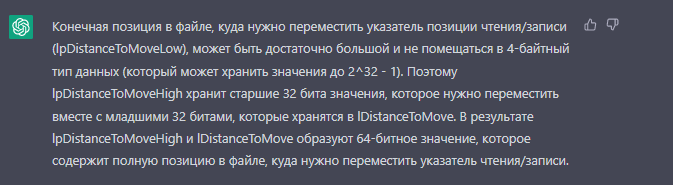 Конечная позиция в файле, куда нужно переместить указатель позиции чтения/записи
(lpDistanceToMoveLow), может быть достаточно большой и не помещаться в 4-байтный
тип данных (который может хранить значения до 2^32 - 1). Поэтому
lpDistanceToMoveHigh хранит старшие 32 бита значения, которое нужно переместить
вместе с младшими 32 битами, которые хранятся в lDistanceToMove. В результате
lpDistanceToMoveHigh и lDistanceToMove образуют 64-битное значение, которое
содержит полную позицию в файле, куда нужно переместить указатель чтения/записи.